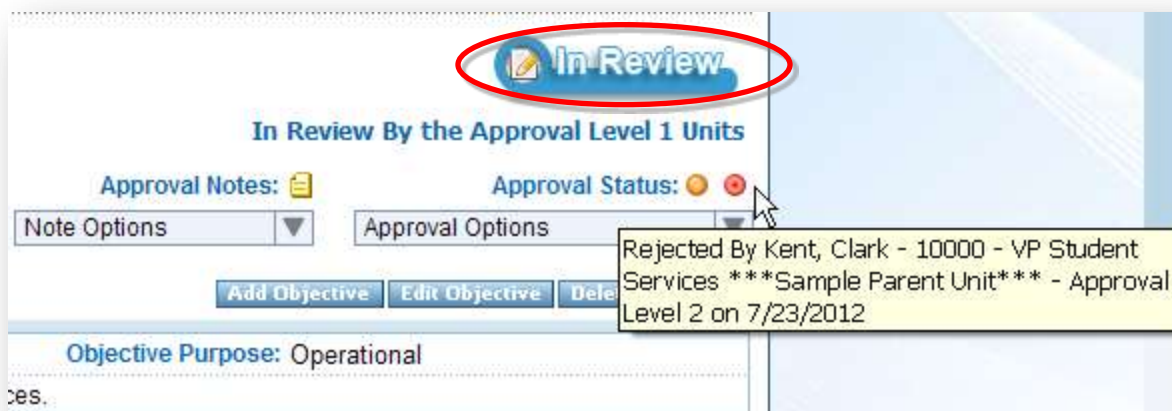 In Review
In Review By the Approval Level 1 Units
Approval Notes: Approval Status:
Note Options Approval Options
Rejected By Kent, Clark - 10000 - VP Student
Services ***Sample Parent Unit*** - Approval
Level 2 on 7/23/2012
Add Objective Edit Objective Dele
Objective Purpose: Operational
ces.